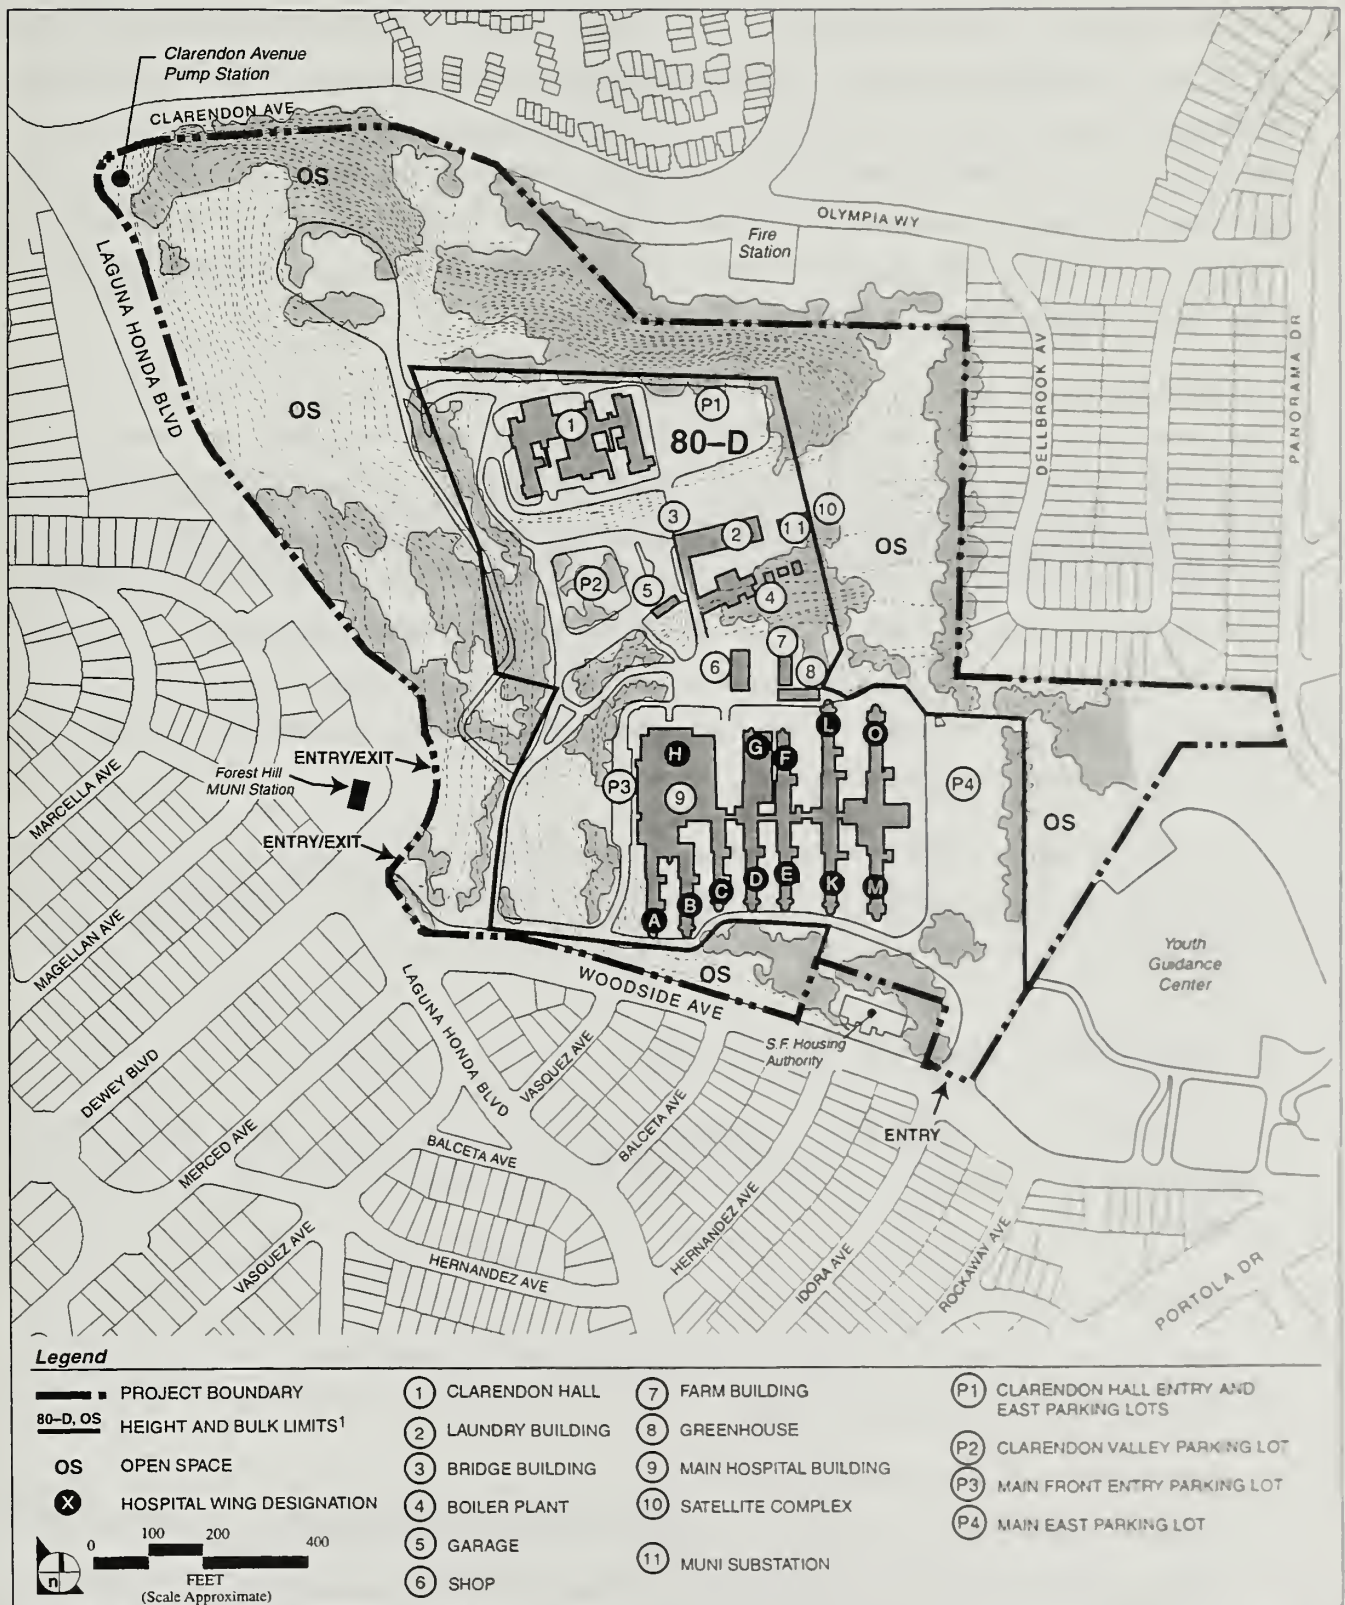 Clarendon Avenue
Pump Station
CLARENDON AVE
OS
OLYMPIA WY
Fire
Station
LAGUNA HONDA BLVD
DELLBROOK AV
PANORAMA DR
OS
1
P1
80–D
3
2
11
10
OS
P2
5
4
7
6
8
ENTRY/EXIT
Forest Hill
MUNI Station
ENTRY/EXIT
MARCELLA AVE
H
G
F
L
O
P3
9
P4
OS
A
B
C
D
E
K
M
MAGELLAN AVE
OS
WOODSIDE AVE
Youth
Guidance
Center
S.F. Housing
Authority
LAGUNA HONDA BLVD
VASQUEZ AVE
DEWEY BLVD
BALCETA AVE
ENTRY
MERCED AVE
BALCETA AVE
VASQUEZ AVE
HERNANDEZ AVE
HERNANDEZ AVE
IDORA AVE
ROCKAWAY AVE
PORTOLA DR
Legend
PROJECT BOUNDARY
80–D, OS HEIGHT AND BULK LIMITS1
OS OPEN SPACE
X HOSPITAL WING DESIGNATION
n
0 100 200 400
FEET
(Scale Approximate)
1 CLARENDON HALL
2 LAUNDRY BUILDING
3 BRIDGE BUILDING
4 BOILER PLANT
5 GARAGE
6 SHOP
7 FARM BUILDING
8 GREENHOUSE
9 MAIN HOSPITAL BUILDING
10 SATELLITE COMPLEX
11 MUNI SUBSTATION
P1 CLARENDON HALL ENTRY AND
EAST PARKING LOTS
P2 CLARENDON VALLEY PARKING LOT
P3 MAIN FRONT ENTRY PARKING LOT
P4 MAIN EAST PARKING LOT